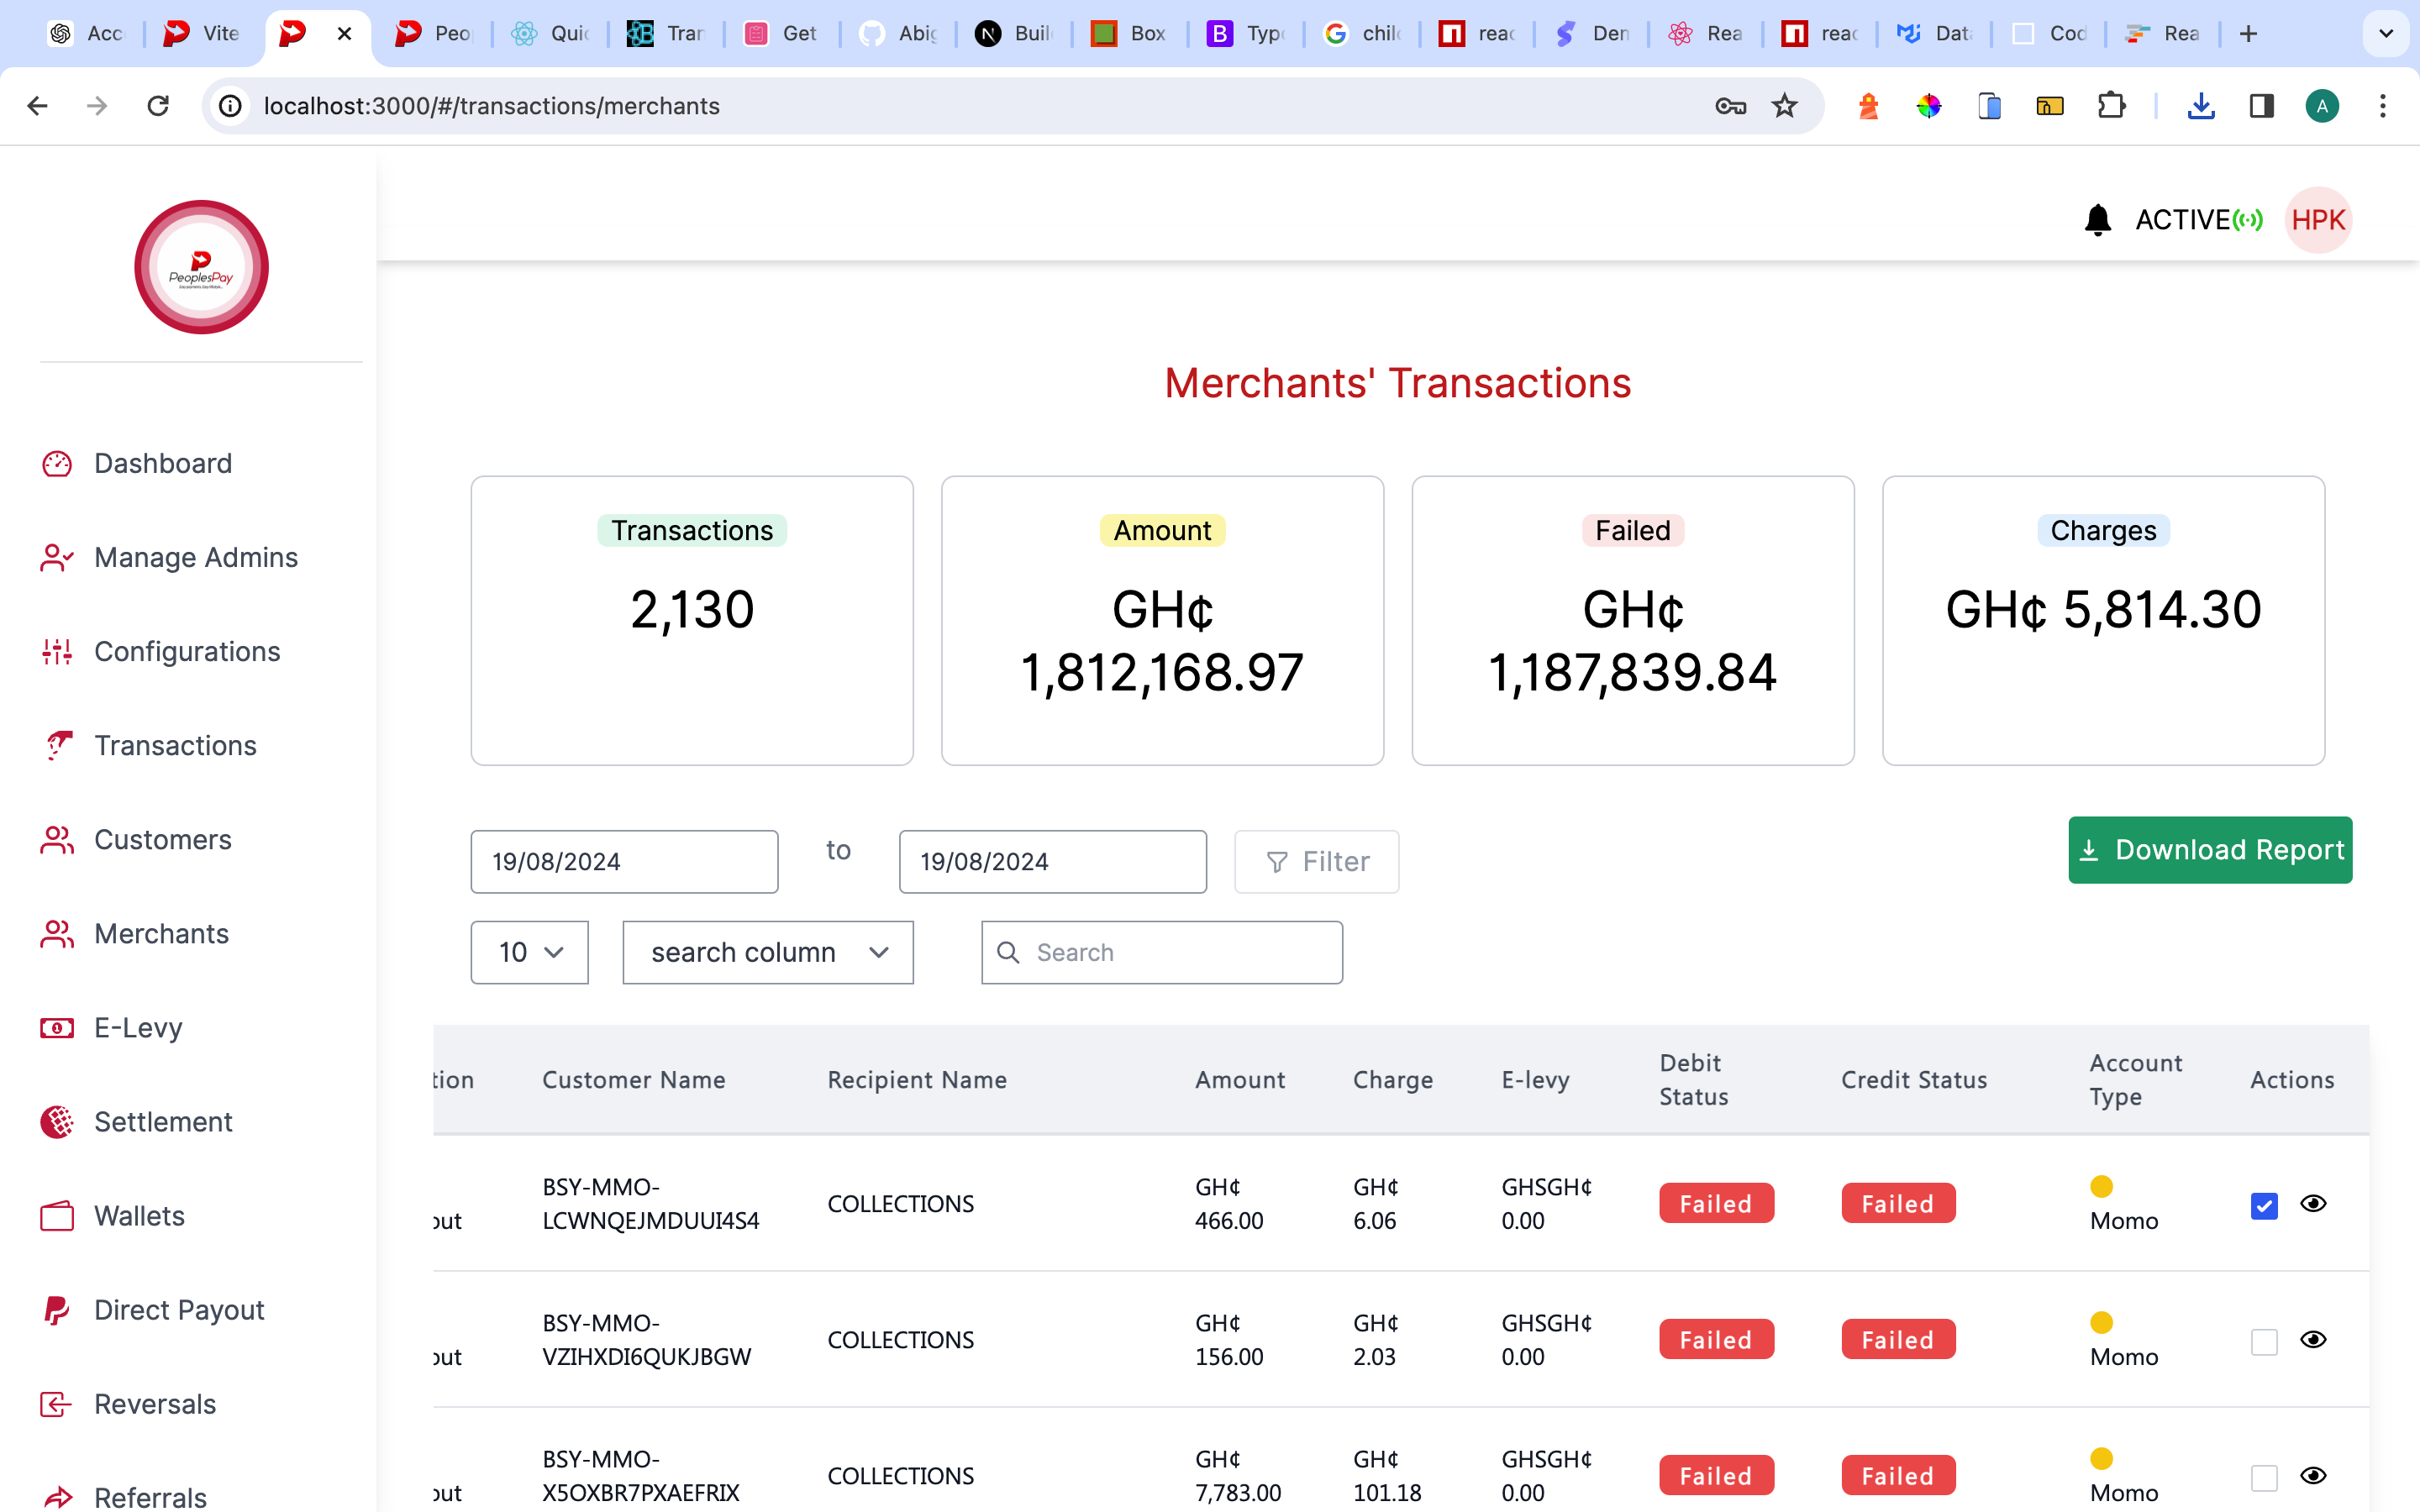 Acc
Vite
Peo
Quic
Tran
Get
Abig
Buil
Box
Typ
chil
reac
Den
Rea
reac
Dat
Cod
Rea
localhost:3000/#/transactions/merchants
A
PeoplesPay
ACTIVE
HPK
Dashboard
Manage Admins
Configurations
Transactions
Customers
Merchants
E-Levy
Settlement
Wallets
Direct Payout
Reversals
Referrals
Merchants' Transactions
Transactions
2,130
Amount
GH¢
1,812,168.97
Failed
GH¢
1,187,839.84
Charges
GH¢ 5,814.30
19/08/2024
to
19/08/2024
Filter
Download Report
10
search column
Search
tion
Customer Name
Recipient Name
Amount
Charge
E-levy
Debit
Status
Credit Status
Account
Type
Actions
out
BSY-MMO-
LCWNQEJMDUUI4S4
COLLECTIONS
GH¢
466.00
GH¢
6.06
GHSGH¢
0.00
Failed
Failed
Momo
out
BSY-MMO-
VZIHXDI6QUKJBGW
COLLECTIONS
GH¢
156.00
GH¢
2.03
GHSGH¢
0.00
Failed
Failed
Momo
out
BSY-MMO-
X5OXBR7PXAEFRIX
COLLECTIONS
GH¢
7,783.00
GH¢
101.18
GHSGH¢
0.00
Failed
Failed
Momo